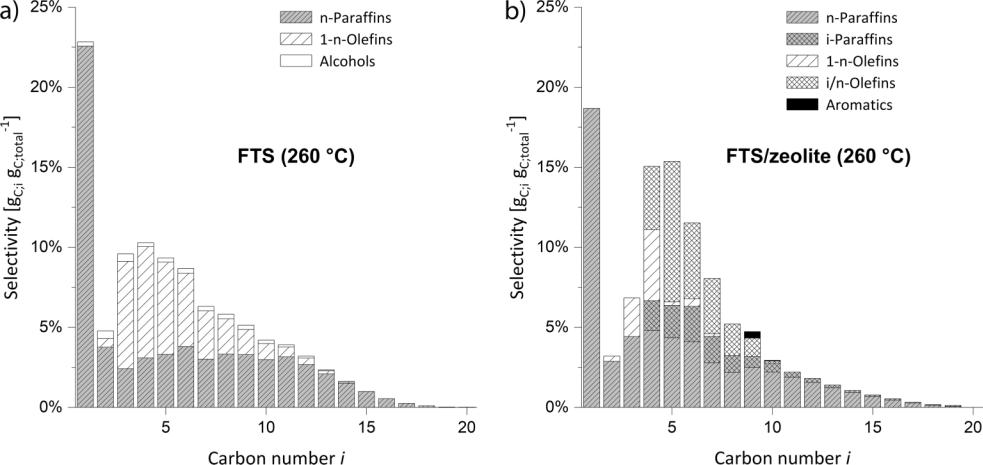 a)
25%
20%
15%
10%
5%
0%
Selectivity [gC;i gC;total-1]
n-Paraffins
1-n-Olefins
Alcohols
FTS (260 °C)
5
10
15
20
Carbon number i
b)
25%
20%
15%
10%
5%
0%
Selectivity [gC;i gC;total-1]
n-Paraffins
i-Paraffins
1-n-Olefins
i/n-Olefins
Aromatics
FTS/zeolite (260 °C)
5
10
15
20
Carbon number i